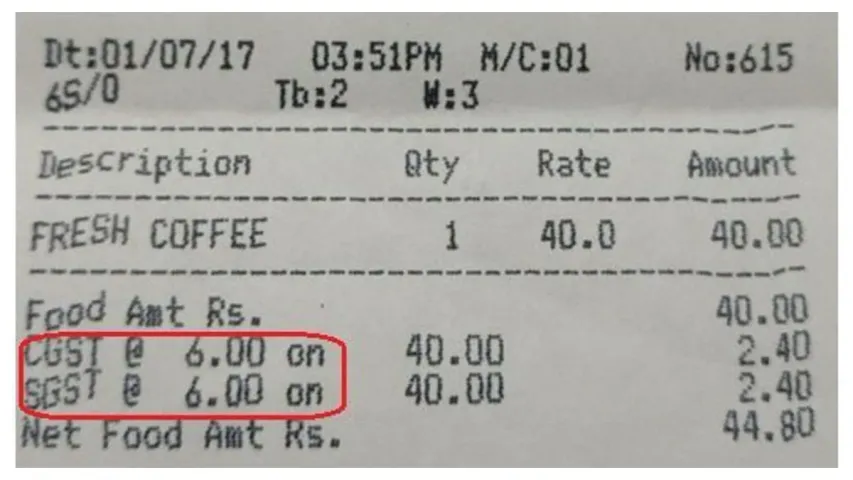 Dt:01/07/17 03:51PM M/C:01 No:615
6S/0 Tb:2 W:3
Description Qty Rate Amount
FRESH COFFEE 1 40.0 40.00
Food Amt Rs. 40.00
CGST @ 6.00 on 40.00 2.40
SGST @ 6.00 on 40.00 2.40
Net Food Amt Rs. 44.80